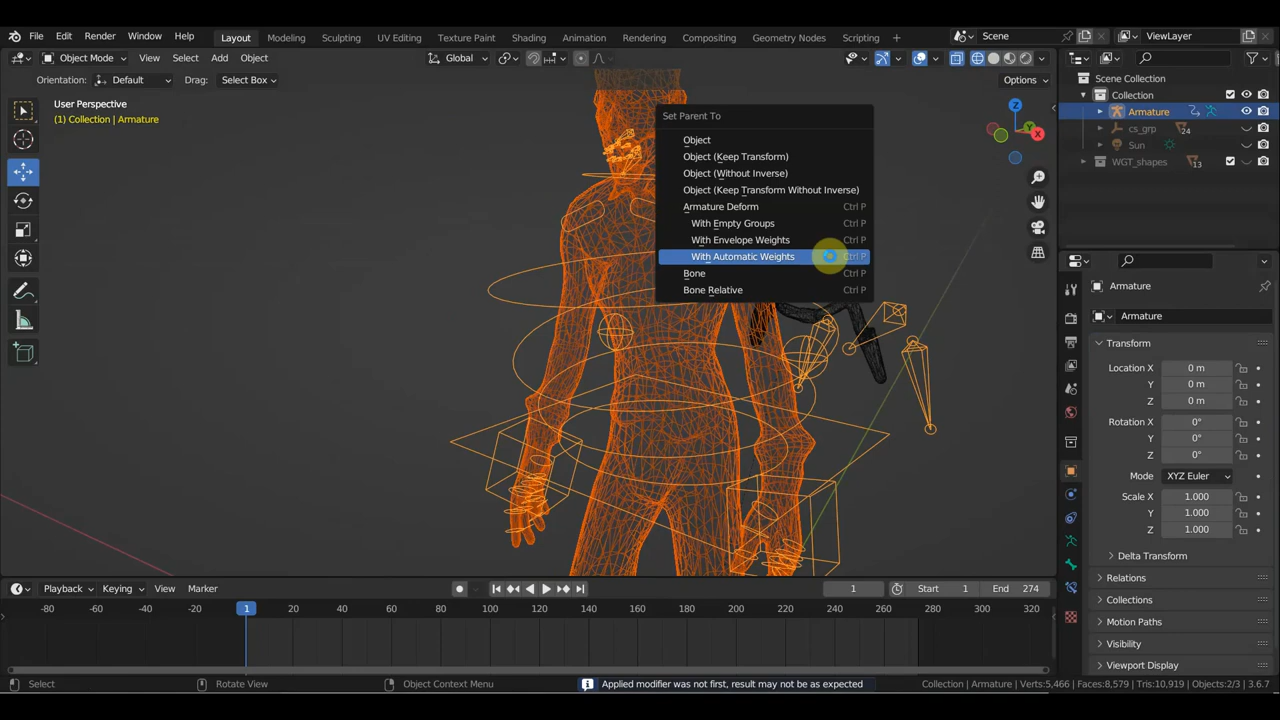 File Edit Render Window Help Layout Modeling Sculpting UV Editing Texture Paint Shading Animation Rendering Compositing Geometry Nodes Scripting Scene ViewLayer
Object Mode View Select Add Object Global Options
Orientation: Default Drag: Select Box
User Perspective
(1) Collection | Armature
Z
Y
X
Set Parent To
Object
Object (Keep Transform)
Object (Without Inverse)
Object (Keep Transform Without Inverse)
Armature Deform Ctrl P
With Empty Groups Ctrl P
With Envelope Weights Ctrl P
With Automatic Weights Ctrl P
Bone Ctrl P
Bone Relative Ctrl P
Scene Collection
Collection
Armature
cs_grp 24
Sun
WGT_shapes 13
Armature
Armature
Transform
Location X 0 m
Y 0 m
Z 0 m
Rotation X 0°
Y 0°
Z 0°
Mode XYZ Euler
Scale X 1.000
Y 1.000
Z 1.000
Delta Transform
Relations
Collections
Motion Paths
Visibility
Viewport Display
Playback Keying View Marker 1 Start 1 End 274
-80 -60 -40 -20 1 20 40 60 80 100 120 140 160 180 200 220 240 260 280 300 320
Select Rotate View Object Context Menu Applied modifier was not first, result may not be as expected Collection | Armature | Verts:5,466 | Faces:8,579 | Tris:10,919 | Objects:2/3 | 3.6.7